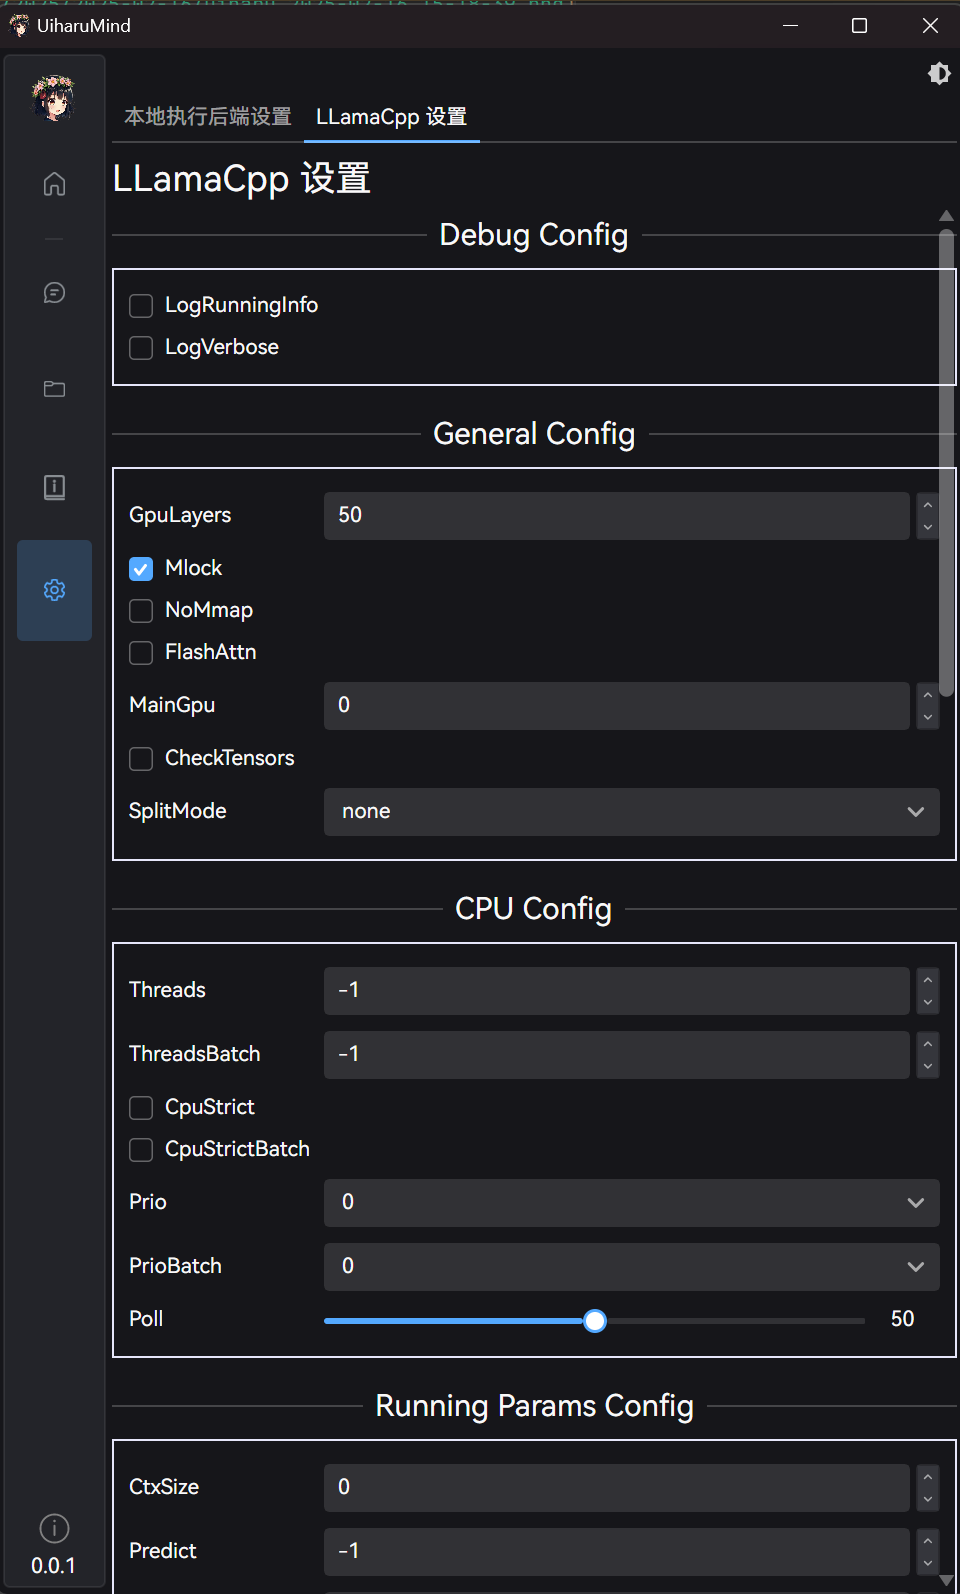 UiharuMind
本地执行后端设置 LLamaCpp 设置
LLamaCpp 设置
Debug Config
LogRunningInfo
LogVerbose
General Config
GpuLayers 50
Mlock
NoMmap
FlashAttn
MainGpu 0
CheckTensors
SplitMode none
CPU Config
Threads -1
ThreadsBatch -1
CpuStrict
CpuStrictBatch
Prio 0
PrioBatch 0
Poll 50
Running Params Config
CtxSize 0
Predict -1
0.0.1